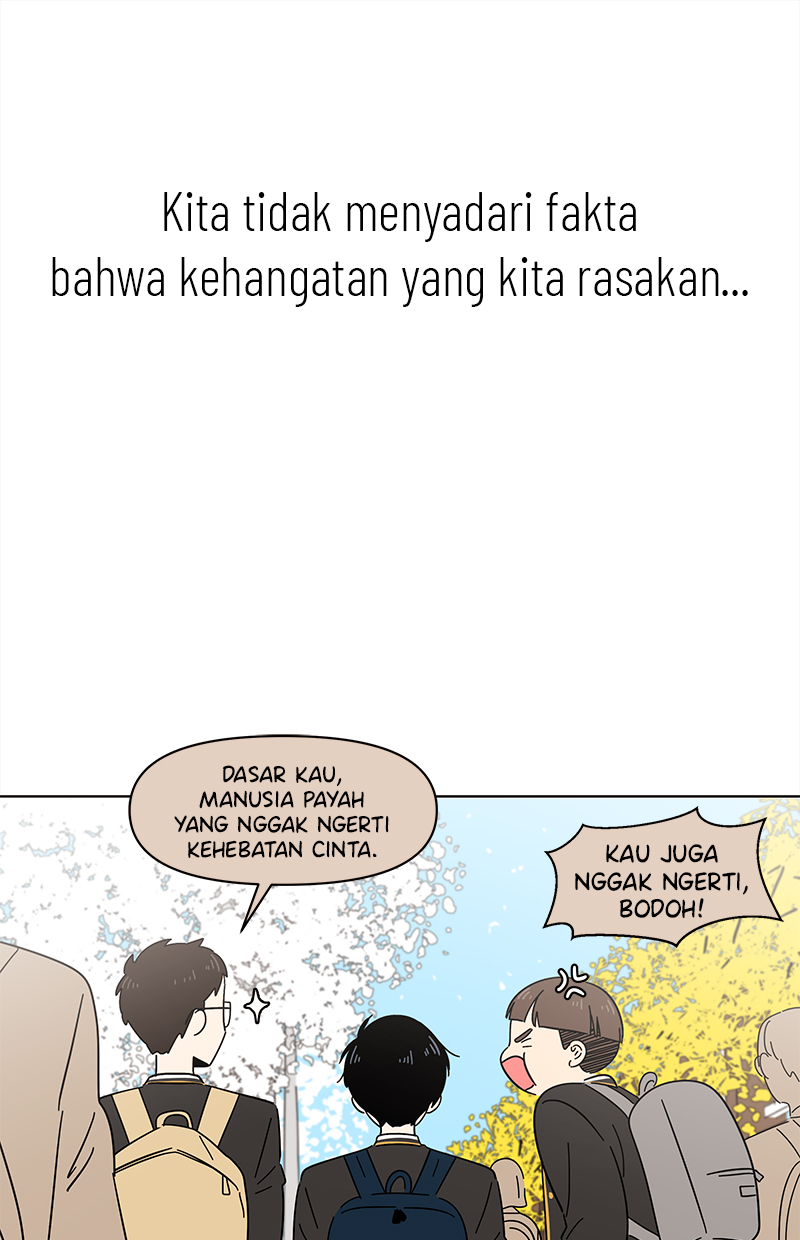 Kita tidak menyadari fakta
bahwa kehangatan yang kita rasakan...
DASAR KAU,
MANUSIA PAYAH
YANG NGGAK NGERTI
KEHEBATAN CINTA.
KAU JUGA
NGGAK NGERTI,
BODOH!